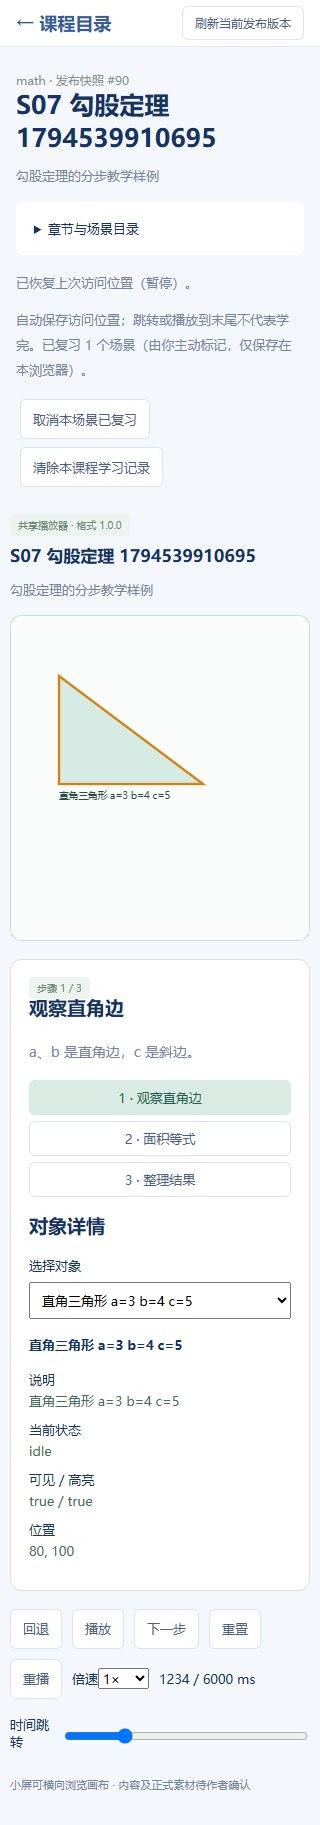 ← 课程目录
刷新当前发布版本
math · 发布快照 #90
S07 勾股定理
1794539910695
勾股定理的分步教学样例
▶ 章节与场景目录
已恢复上次访问位置（暂停）。
自动保存访问位置；跳转或播放到末尾不代表学
完。已复习 1 个场景（由你主动标记，仅保存在
本浏览器）。
取消本场景已复习
清除本课程学习记录
共享播放器 · 格式 1.0.0
S07 勾股定理 1794539910695
勾股定理的分步教学样例
直角三角形 a=3 b=4 c=5
步骤 1 / 3
观察直角边
a、b 是直角边，c 是斜边。
1 · 观察直角边
2 · 面积等式
3 · 整理结果
对象详情
选择对象
直角三角形 a=3 b=4 c=5
直角三角形 a=3 b=4 c=5
说明
直角三角形 a=3 b=4 c=5
当前状态
idle
可见 / 高亮
true / true
位置
80, 100
回退
播放
下一步
重置
重播
倍速 1×
1234 / 6000 ms
时间跳
转
小屏可横向浏览画布 · 内容及正式素材待作者确认